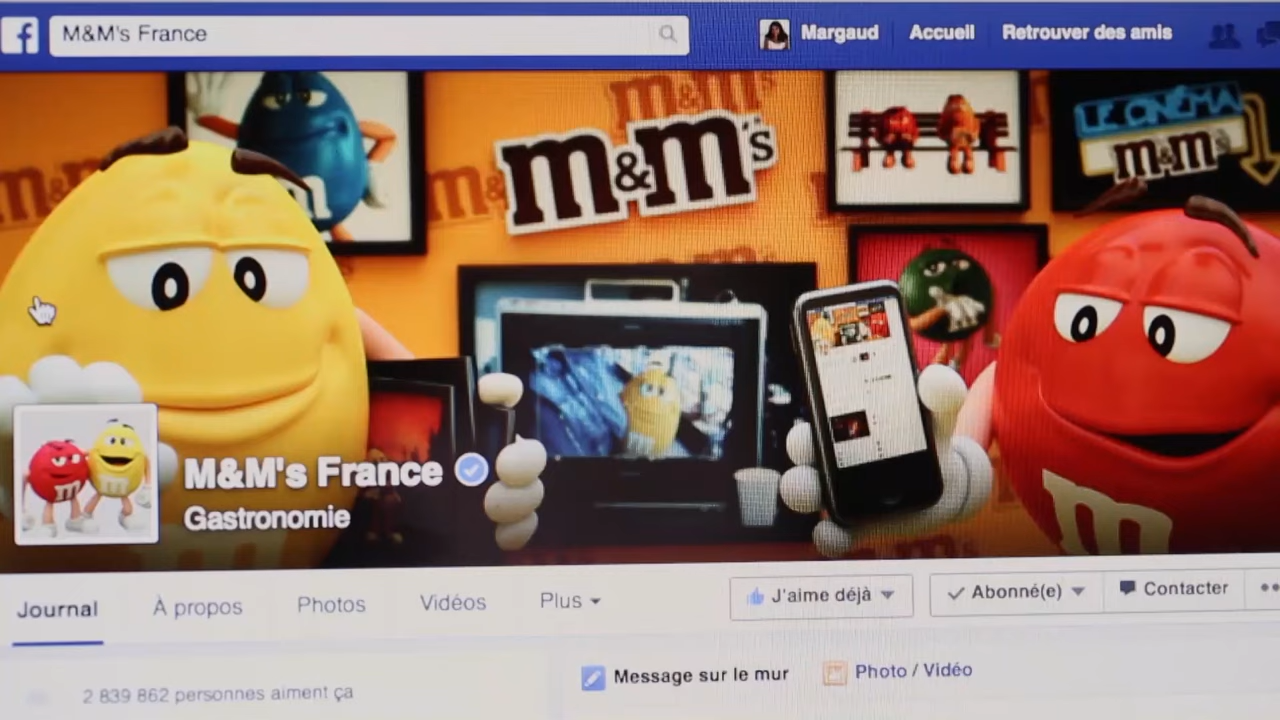 f M&M's France Margaud Accueil Retrouver des amis
m&m's
m&m's
LE CINÉMA
m&m's
M&M's France
Gastronomie
Journal À propos Photos Vidéos Plus J'aime déjà Abonné(e) Contacter
Message sur le mur Photo / Vidéo
2 839 862 personnes aiment ça